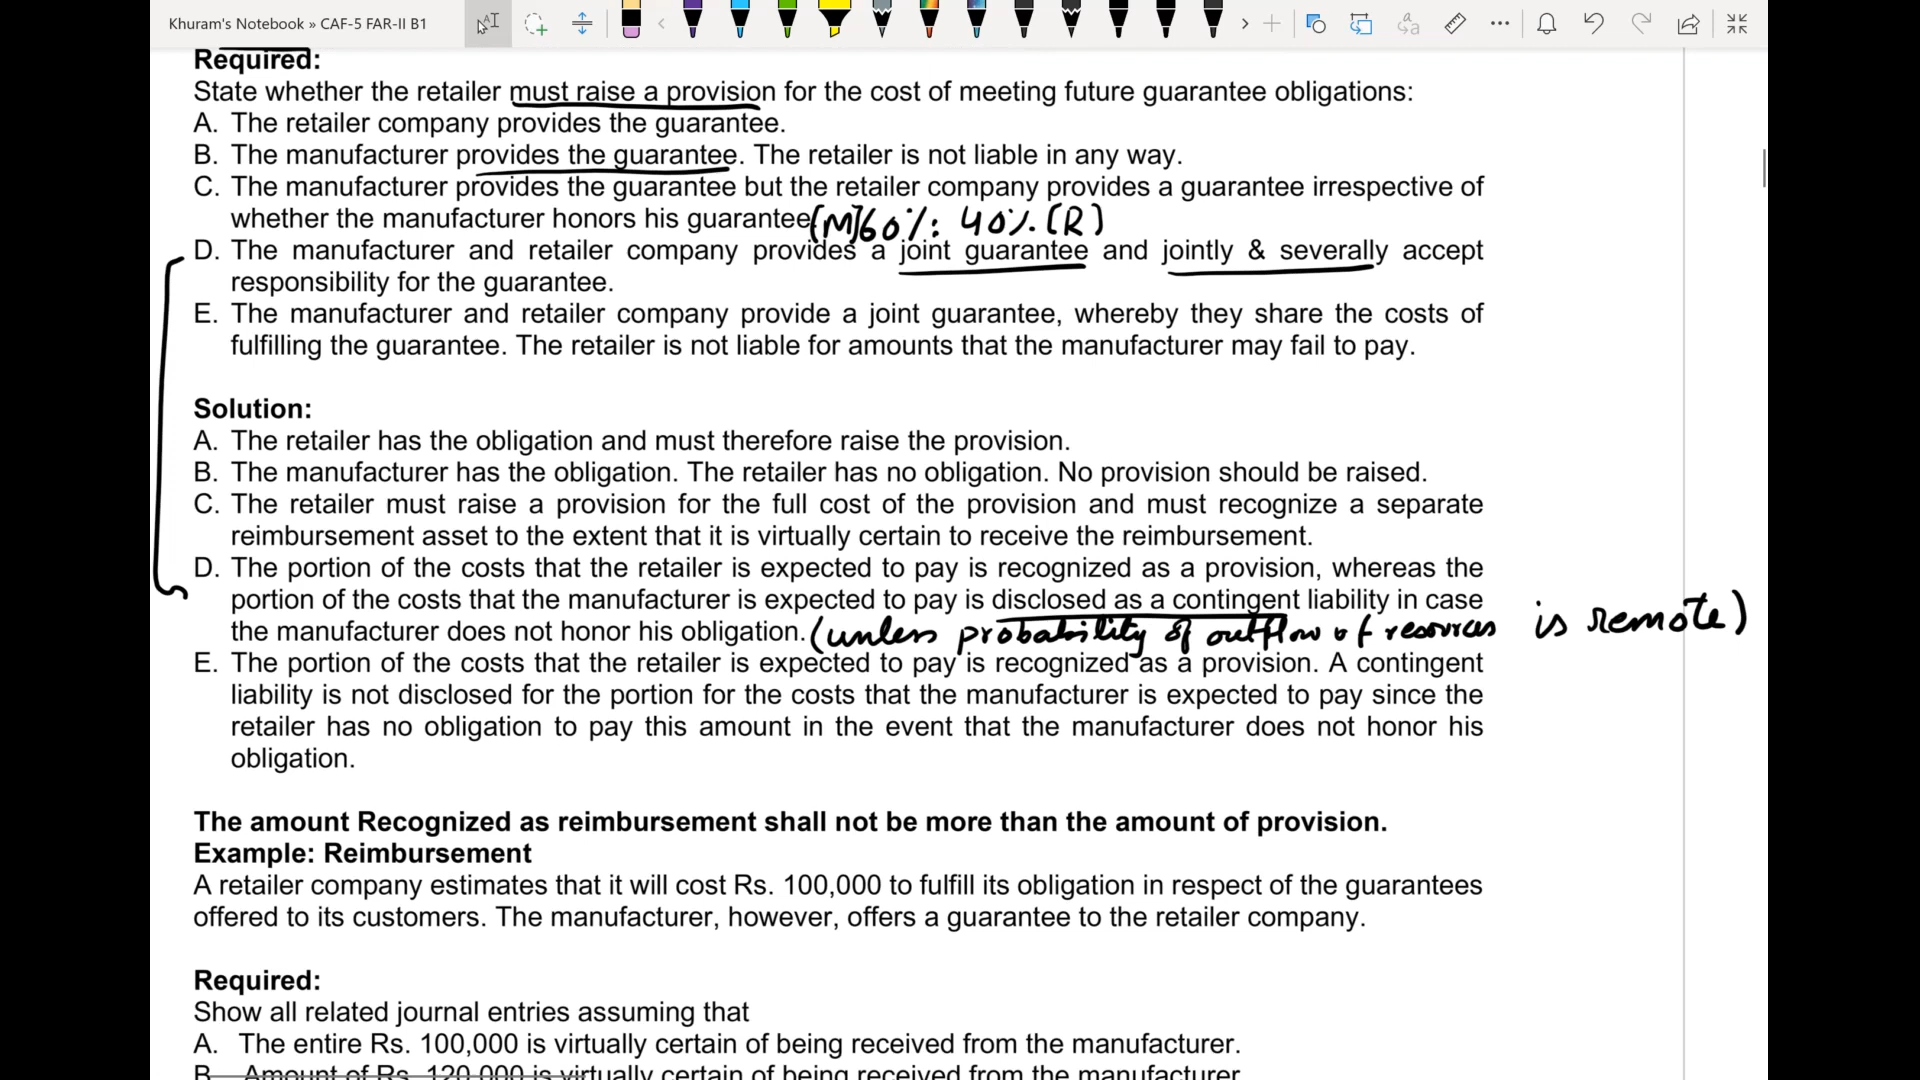 Khuram's Notebook » CAF-5 FAR-II B1
Required:
State whether the retailer must raise a provision for the cost of meeting future guarantee obligations:
A. The retailer company provides the guarantee.
B. The manufacturer provides the guarantee. The retailer is not liable in any way.
C. The manufacturer provides the guarantee but the retailer company provides a guarantee irrespective of
whether the manufacturer honors his guarantee
[M]60%: 40%. [R]
D. The manufacturer and retailer company provides a joint guarantee and jointly & severally accept
responsibility for the guarantee.
E. The manufacturer and retailer company provide a joint guarantee, whereby they share the costs of
fulfilling the guarantee. The retailer is not liable for amounts that the manufacturer may fail to pay.
Solution:
A. The retailer has the obligation and must therefore raise the provision.
B. The manufacturer has the obligation. The retailer has no obligation. No provision should be raised.
C. The retailer must raise a provision for the full cost of the provision and must recognize a separate
reimbursement asset to the extent that it is virtually certain to receive the reimbursement.
D. The portion of the costs that the retailer is expected to pay is recognized as a provision, whereas the
portion of the costs that the manufacturer is expected to pay is disclosed as a contingent liability in case
the manufacturer does not honor his obligation. (unless probability of outflow of resources is remote)
E. The portion of the costs that the retailer is expected to pay is recognized as a provision. A contingent
liability is not disclosed for the portion for the costs that the manufacturer is expected to pay since the
retailer has no obligation to pay this amount in the event that the manufacturer does not honor his
obligation.
The amount Recognized as reimbursement shall not be more than the amount of provision.
Example: Reimbursement
A retailer company estimates that it will cost Rs. 100,000 to fulfill its obligation in respect of the guarantees
offered to its customers. The manufacturer, however, offers a guarantee to the retailer company.
Required:
Show all related journal entries assuming that
A. The entire Rs. 100,000 is virtually certain of being received from the manufacturer.
B. Amount of Rs. 120,000 is virtually certain of being received from the manufacturer